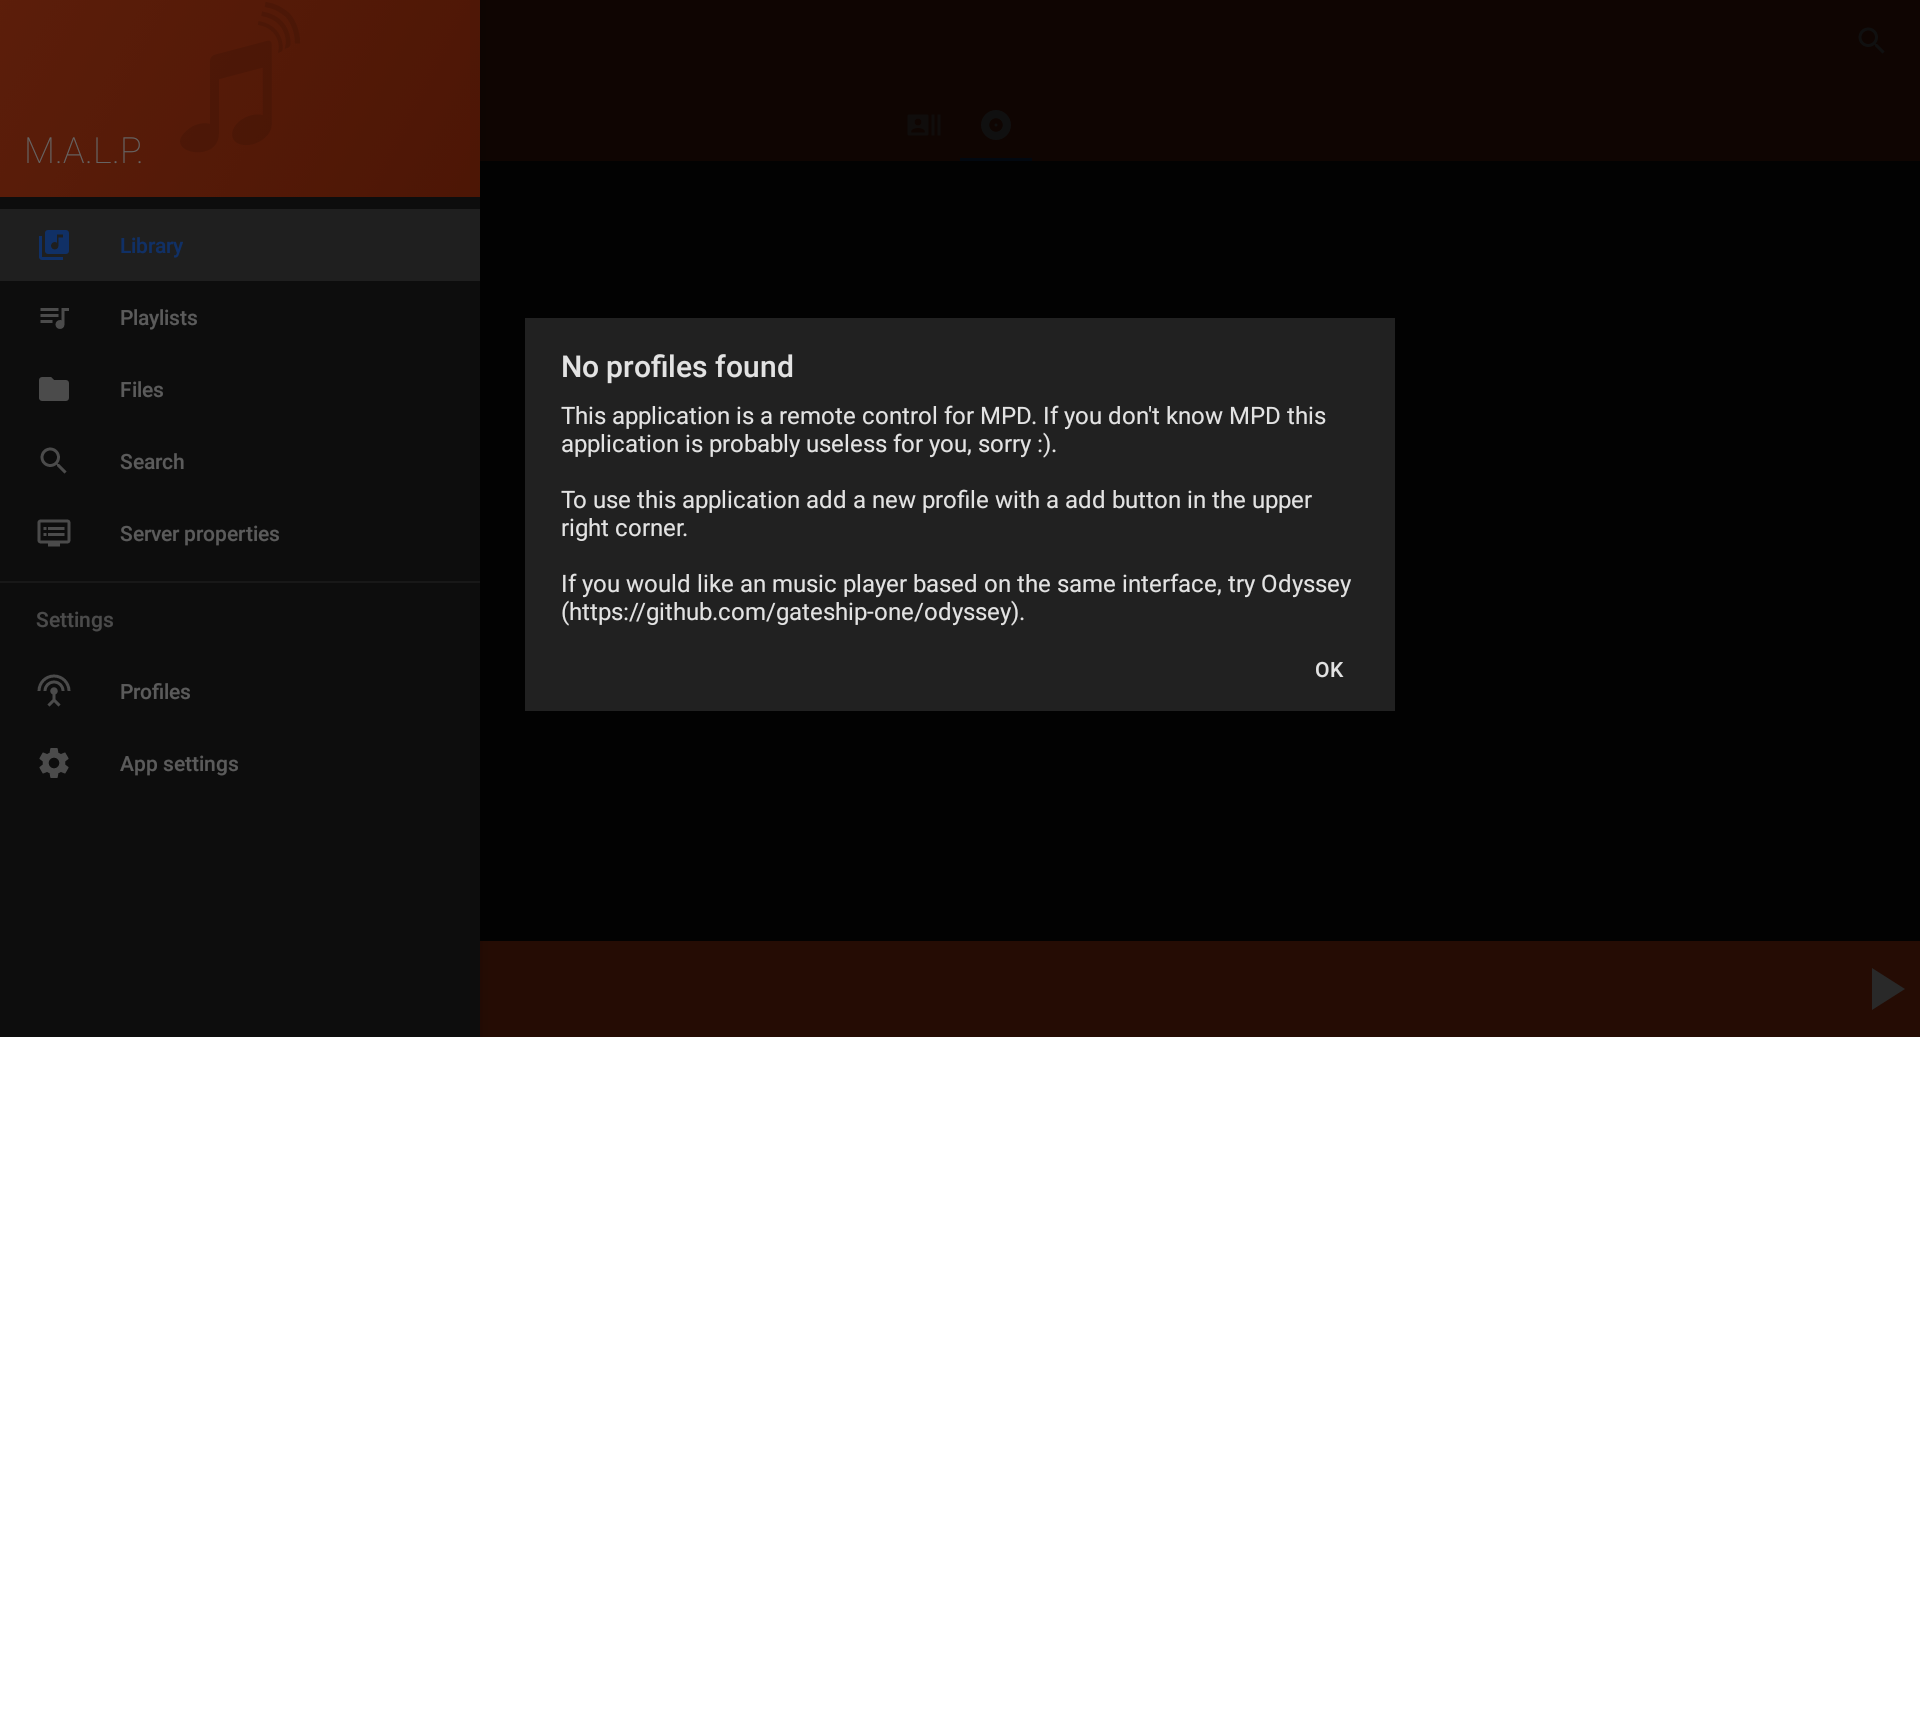 M.A.L.P.
Library
Playlists
Files
Search
Server properties
Settings
Profiles
App settings
No profiles found
This application is a remote control for MPD. If you don't know MPD this
application is probably useless for you, sorry :).
To use this application add a new profile with a add button in the upper
right corner.
If you would like an music player based on the same interface, try Odyssey
(https://github.com/gateship-one/odyssey).
OK